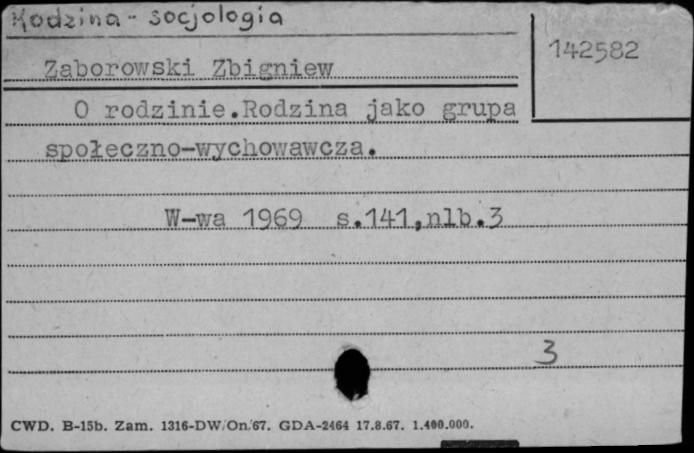 Rodzina - socjologia
142582
Zaborowski Zbigniew
O rodzinie.Rodzina jako grupa
społeczno-wychowawcza.
W-wa 1969 s.141,nlb.3
3
CWD. B-15b. Zam. 1316-DW/On/67. GDA-2464 17.8.67. 1.400.000.